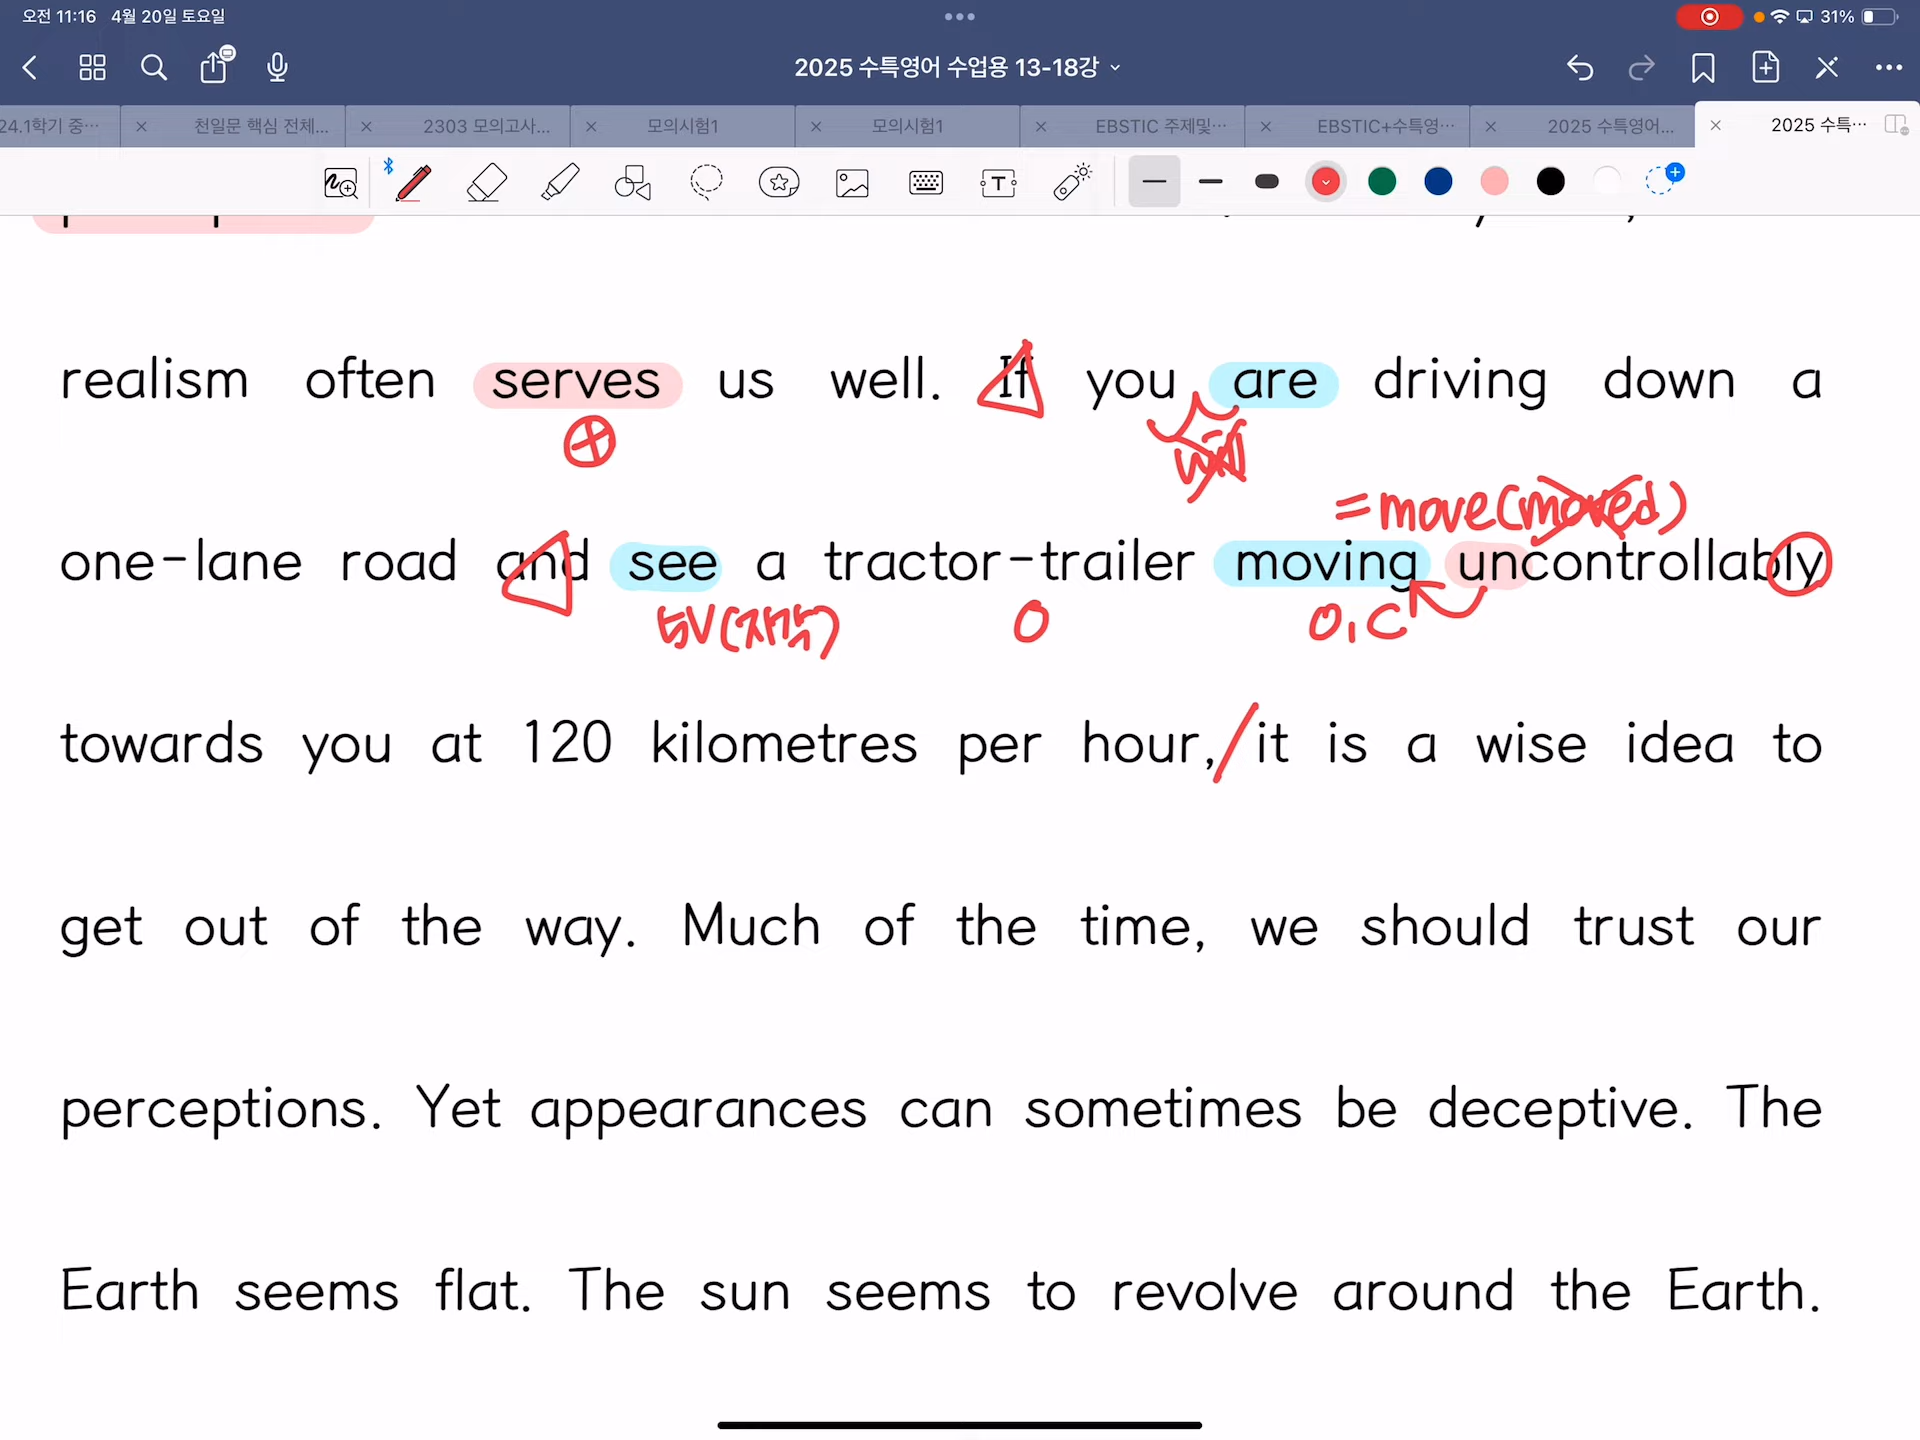 오전 11:16 4월 20일 토요일
31%
2025 수특영어 수업용 13-18강
24.1학기 중…
천일문 핵심 전체...
2303 모의고사...
모의시험1
모의시험1
EBSTIC 주제및…
EBSTIC+수특영…
2025 수특영어...
2025 수특…
realism often serves us well. If you are driving down a
will
= move(moved)
one-lane road and see a tractor-trailer moving uncontrollably
5V(지각) O O.C
towards you at 120 kilometres per hour, it is a wise idea to
get out of the way. Much of the time, we should trust our
perceptions. Yet appearances can sometimes be deceptive. The
Earth seems flat. The sun seems to revolve around the Earth.